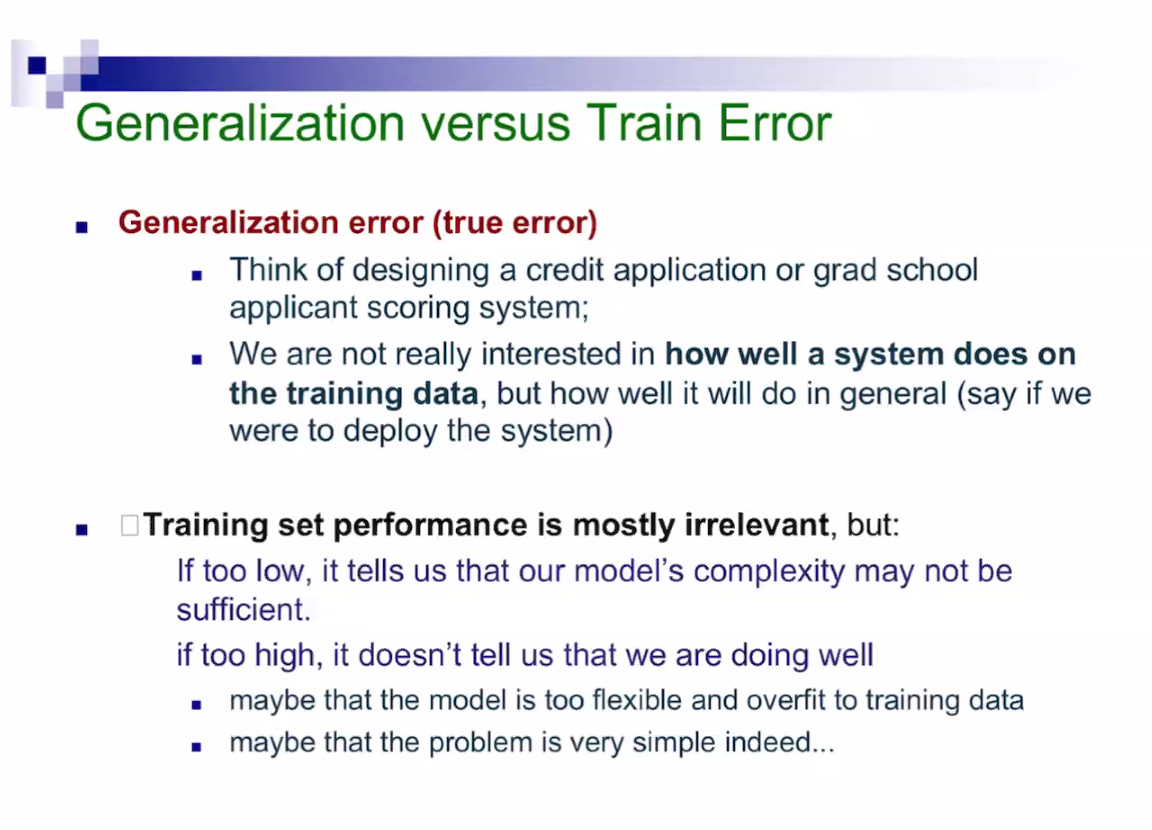 Generalization versus Train Error
Generalization error (true error)
Think of designing a credit application or grad school
applicant scoring system;
We are not really interested in how well a system does on
the training data, but how well it will do in general (say if we
were to deploy the system)
Training set performance is mostly irrelevant, but:
If too low, it tells us that our model’s complexity may not be
sufficient.
if too high, it doesn’t tell us that we are doing well
maybe that the model is too flexible and overfit to training data
maybe that the problem is very simple indeed...